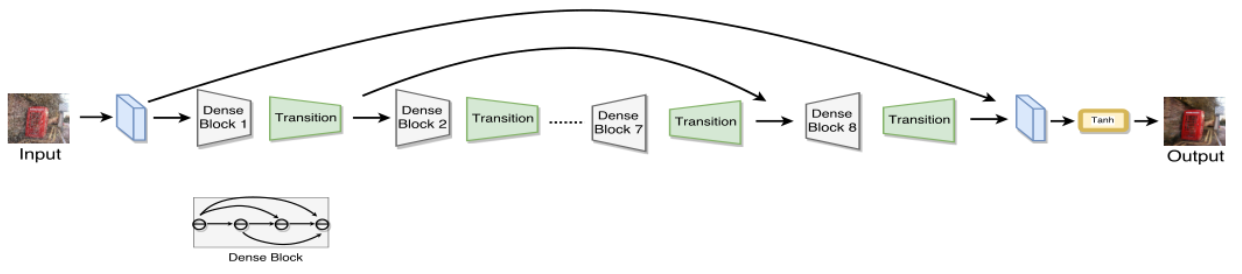 Input
Dense
Block 1
Transition
Dense
Block 2
Transition
.......
Dense
Block 7
Transition
Dense
Block 8
Transition
Tanh
Output
Dense Block